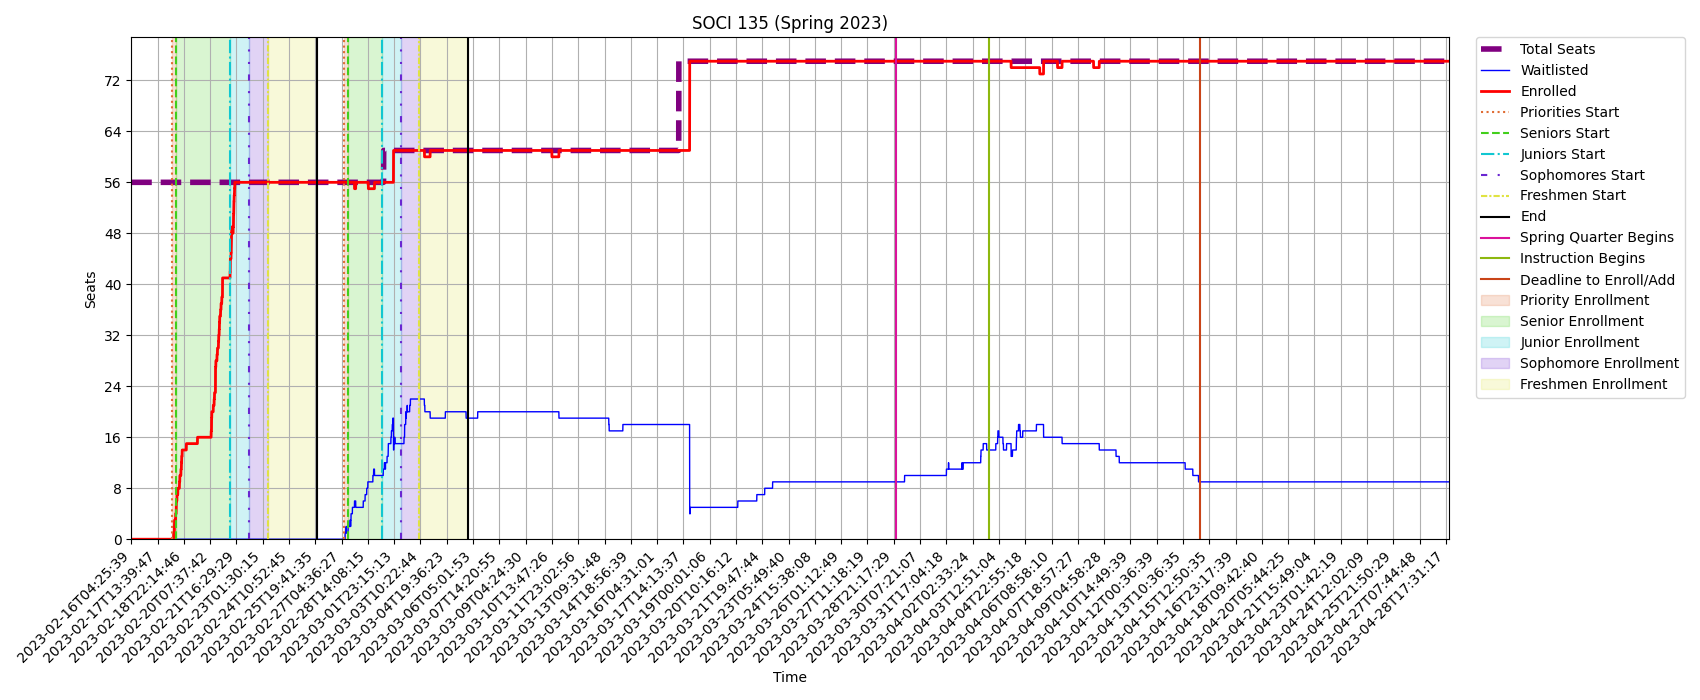 SOCI 135 (Spring 2023)
Total Seats
Waitlisted
Enrolled
Priorities Start
Seniors Start
Juniors Start
Sophomores Start
Freshmen Start
End
Spring Quarter Begins
Instruction Begins
Deadline to Enroll/Add
Priority Enrollment
Senior Enrollment
Junior Enrollment
Sophomore Enrollment
Freshmen Enrollment
Seats
72
64
56
48
40
32
24
16
8
0
2023-02-16T04:25:39
2023-02-17T13:39:47
2023-02-18T22:14:46
2023-02-20T07:37:42
2023-02-21T16:29:29
2023-02-23T01:30:15
2023-02-24T10:52:45
2023-02-25T19:41:35
2023-02-27T04:36:27
2023-02-28T14:08:15
2023-03-01T23:15:13
2023-03-03T10:22:44
2023-03-04T19:36:23
2023-03-06T05:01:53
2023-03-07T14:20:55
2023-03-09T04:24:30
2023-03-10T13:47:26
2023-03-11T23:02:56
2023-03-13T09:31:48
2023-03-14T18:56:39
2023-03-16T04:31:01
2023-03-17T14:13:37
2023-03-19T00:01:06
2023-03-20T10:16:12
2023-03-21T19:47:44
2023-03-23T05:49:40
2023-03-24T15:38:08
2023-03-26T01:12:49
2023-03-27T11:18:19
2023-03-28T21:17:29
2023-03-30T07:21:07
2023-03-31T17:04:18
2023-04-02T02:33:24
2023-04-03T12:51:04
2023-04-04T22:55:18
2023-04-06T08:58:10
2023-04-07T18:57:27
2023-04-09T04:58:28
2023-04-10T14:49:39
2023-04-12T00:36:39
2023-04-13T10:36:35
2023-04-15T12:50:35
2023-04-16T23:17:39
2023-04-18T09:42:40
2023-04-20T05:44:25
2023-04-21T15:49:04
2023-04-23T01:42:19
2023-04-24T12:02:09
2023-04-25T21:50:29
2023-04-27T07:44:48
2023-04-28T17:31:17
Time